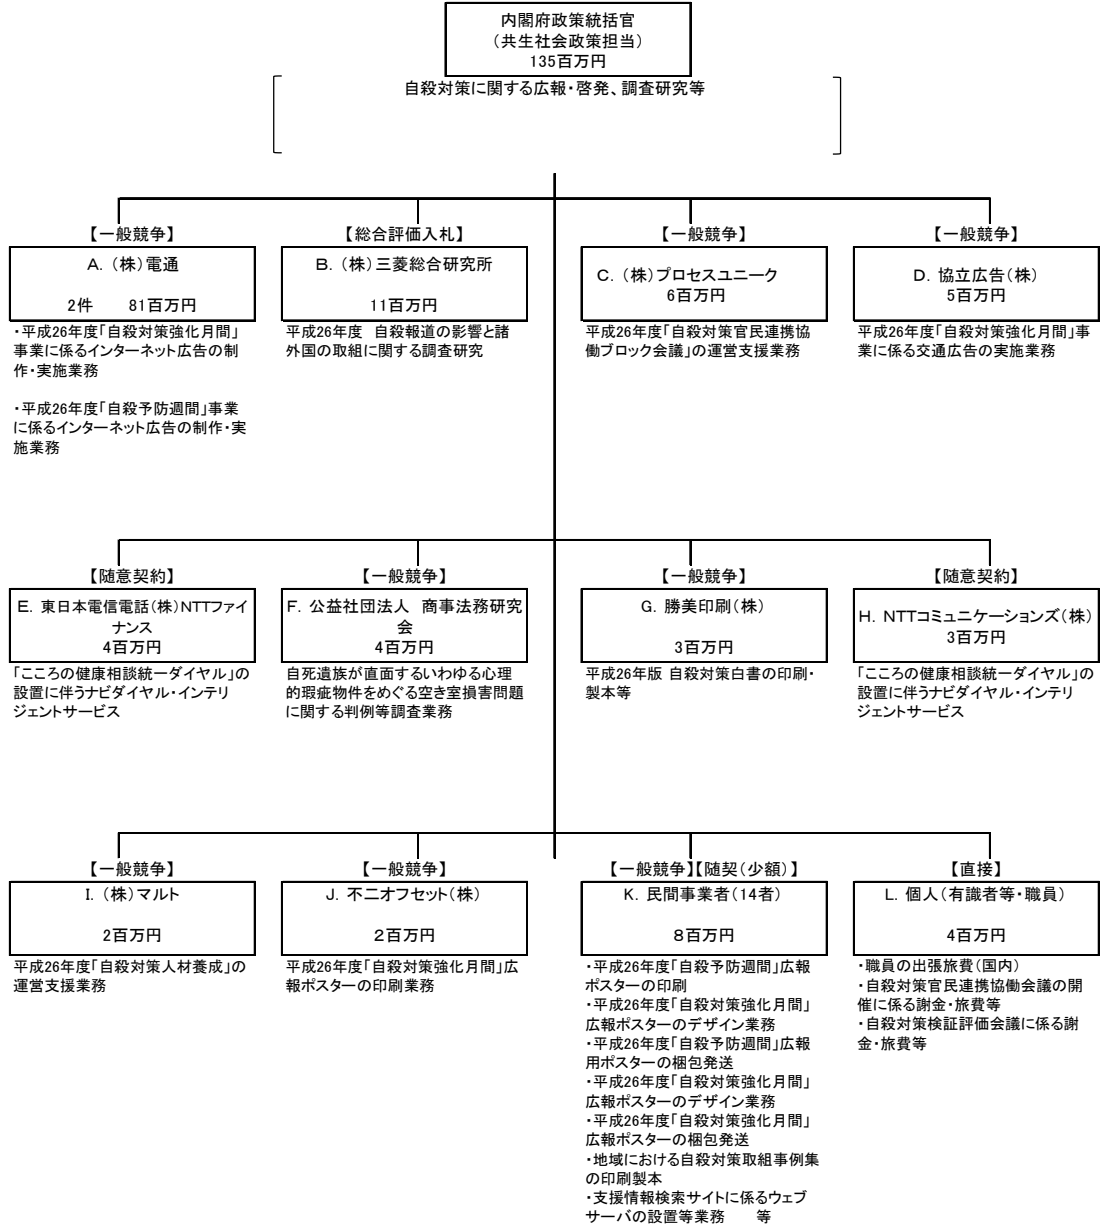 内閣府政策統括官
（共生社会政策担当）
135百万円
自殺対策に関する広報・啓発、調査研究等
【一般競争】
A．（株）電通
2件　　81百万円
・平成26年度「自殺対策強化月間」
事業に係るインターネット広告の制
作・実施業務
・平成26年度「自殺予防週間」事業
に係るインターネット広告の制作・実
施業務
【総合評価入札】
B．（株）三菱総合研究所
11百万円
平成26年度　自殺報道の影響と諸
外国の取組に関する調査研究
【一般競争】
C．（株）プロセスユニーク
6百万円
平成26年度「自殺対策官民連携協
働ブロック会議」の運営支援業務
【一般競争】
D．協立広告（株）
5百万円
平成26年度「自殺対策強化月間」事
業に係る交通広告の実施業務
【随意契約】
E．東日本電信電話（株）NTTファイ
ナンス
4百万円
「こころの健康相談統一ダイヤル」の
設置に伴うナビダイヤル・インテリ
ジェントサービス
【一般競争】
F．公益社団法人　商事法務研究
会
4百万円
自死遺族が直面するいわゆる心理
的瑕疵物件をめぐる空き室損害問題
に関する判例等調査業務
【一般競争】
G．勝美印刷（株）
3百万円
平成26年版 自殺対策白書の印刷・
製本等
【随意契約】
H．NTTコミュニケーションズ（株）
3百万円
「こころの健康相談統一ダイヤル」の
設置に伴うナビダイヤル・インテリ
ジェントサービス
【一般競争】
I．（株）マルト
2百万円
平成26年度「自殺対策人材養成」の
運営支援業務
【一般競争】
J．不二オフセット（株）
２百万円
平成26年度「自殺対策強化月間」広
報ポスターの印刷業務
【一般競争】【随契（少額）】
K．民間事業者（14者）
８百万円
・平成26年度「自殺予防週間」広報
ポスターの印刷
・平成26年度「自殺対策強化月間」
広報ポスターのデザイン業務
・平成26年度「自殺予防週間」広報
用ポスターの梱包発送
・平成26年度「自殺対策強化月間」
広報ポスターのデザイン業務
・平成26年度「自殺対策強化月間」
広報ポスターの梱包発送
・地域における自殺対策取組事例集
の印刷製本
・支援情報検索サイトに係るウェブ
サーバの設置等業務　　等
【直接】
L．個人（有識者等・職員）
4百万円
・職員の出張旅費（国内）
・自殺対策官民連携協働会議の開
催に係る謝金・旅費等
・自殺対策検証評価会議に係る謝
金・旅費等